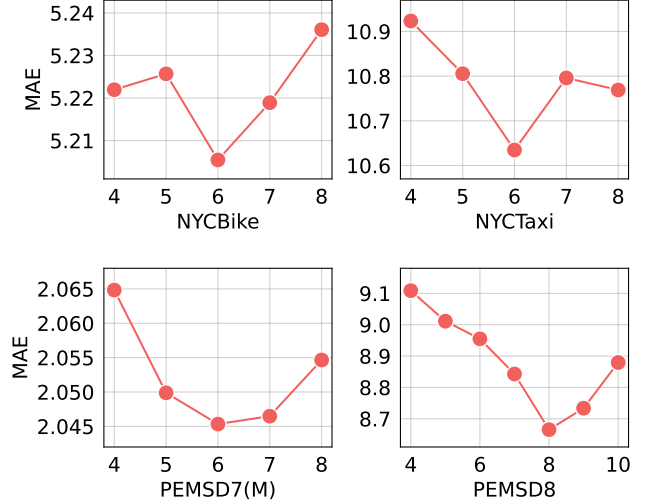 MAE
5.24
5.23
5.22
5.21
4 5 6 7 8
NYCBike
10.9
10.8
10.7
10.6
4 5 6 7 8
NYCTaxi
MAE
2.065
2.060
2.055
2.050
2.045
4 5 6 7 8
PEMSD7(M)
9.1
9.0
8.9
8.8
8.7
4 6 8 10
PEMSD8